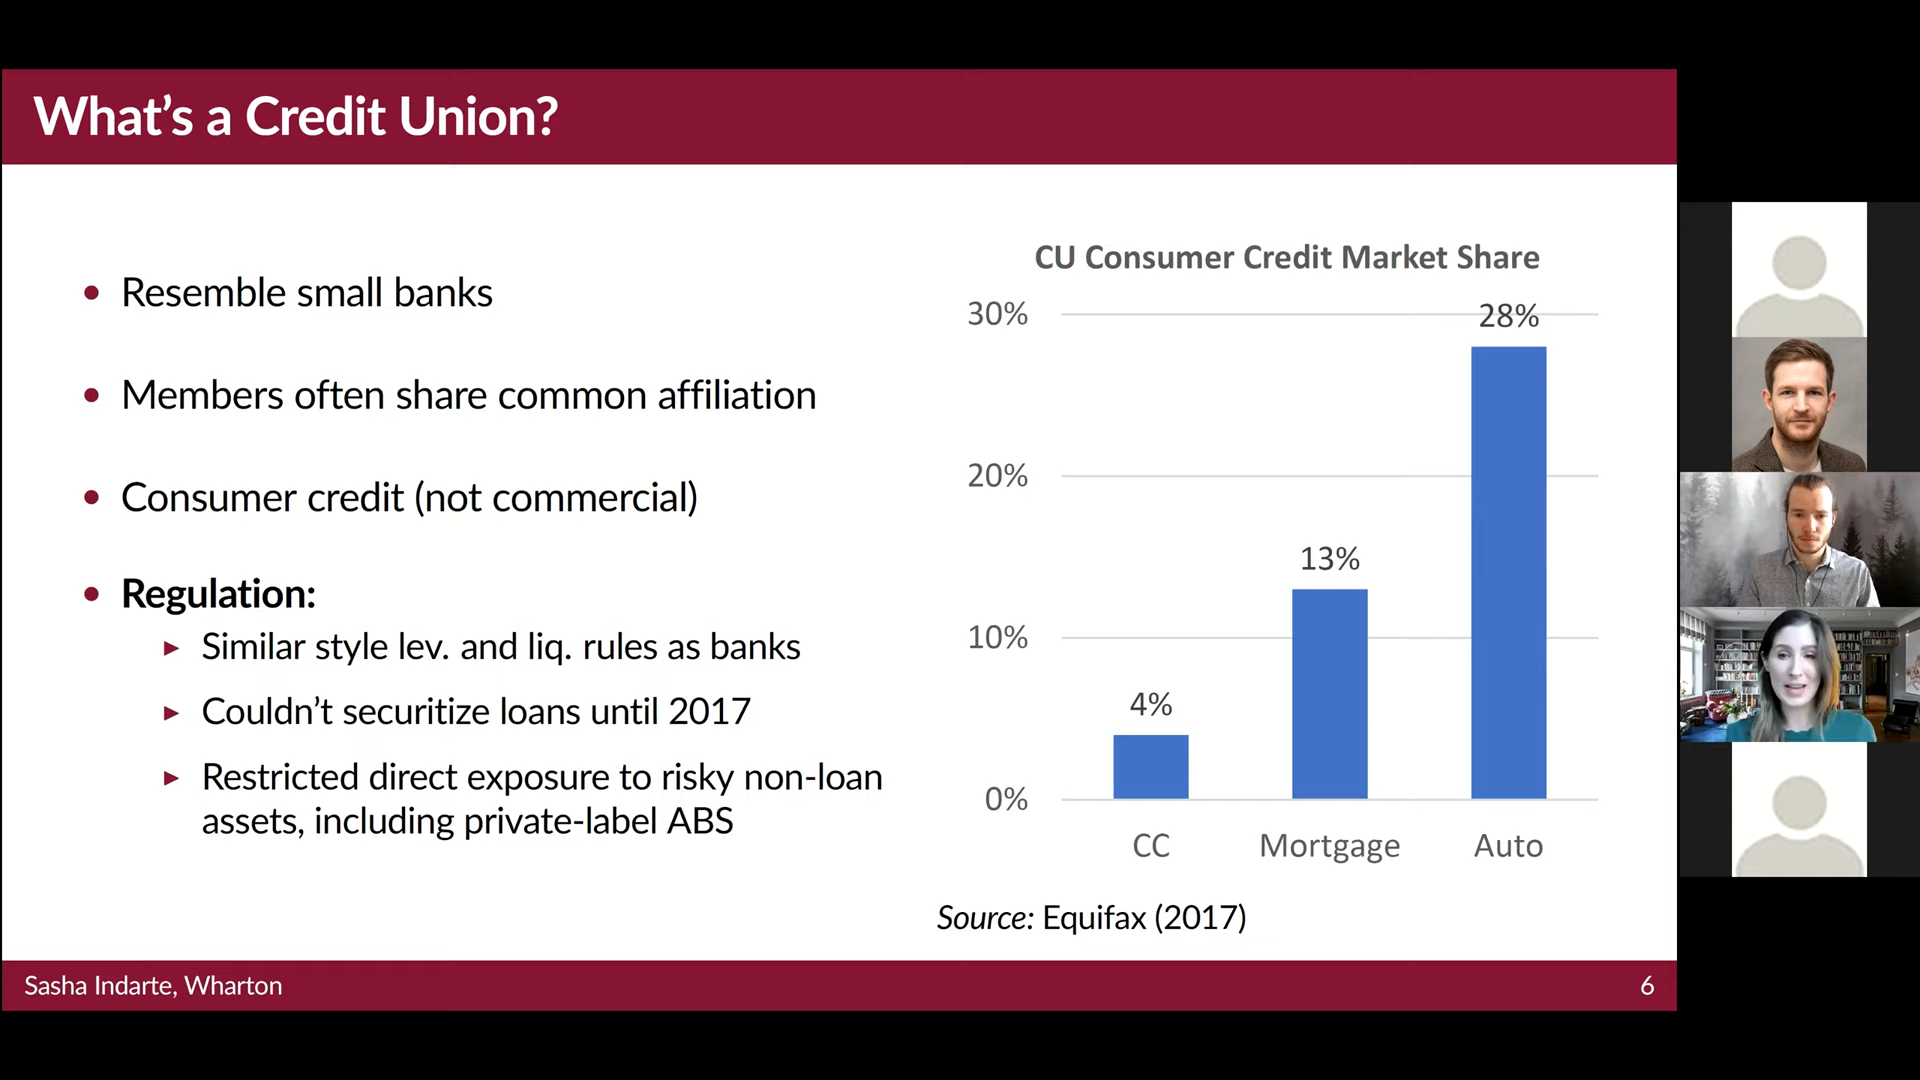 What's a Credit Union?
• Resemble small banks
• Members often share common affiliation
• Consumer credit (not commercial)
• Regulation:
▸ Similar style lev. and liq. rules as banks
▸ Couldn't securitize loans until 2017
▸ Restricted direct exposure to risky non-loan
assets, including private-label ABS
CU Consumer Credit Market Share
30%
20%
10%
0%
4%
13%
28%
CC
Mortgage
Auto
Source: Equifax (2017)
Sasha Indarte, Wharton
6